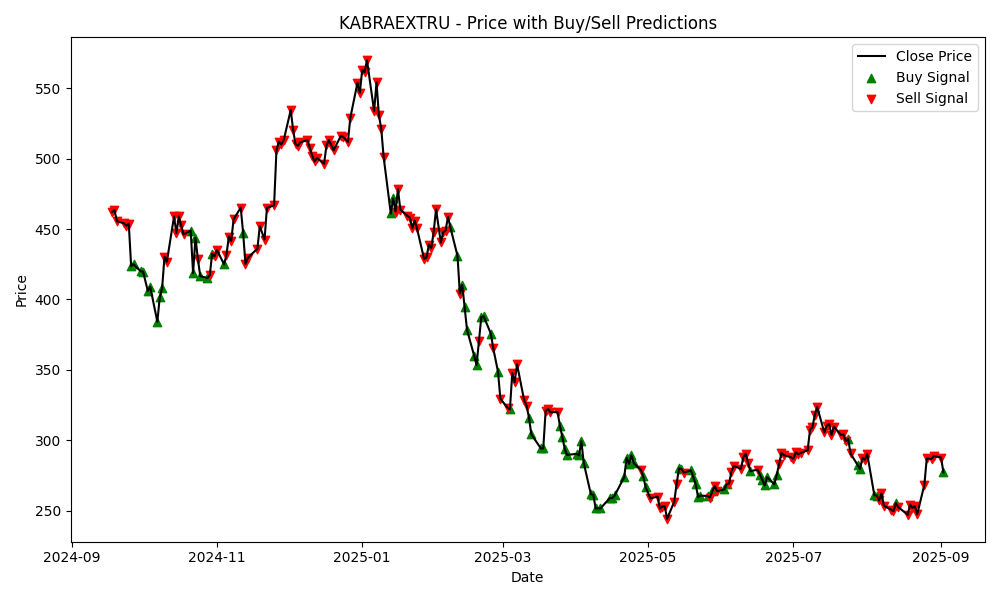 KABRAEXTRU - Price with Buy/Sell Predictions
Close Price
Buy Signal
Sell Signal
Price
550
500
450
400
350
300
250
2024-09
2024-11
2025-01
2025-03
2025-05
2025-07
2025-09
Date